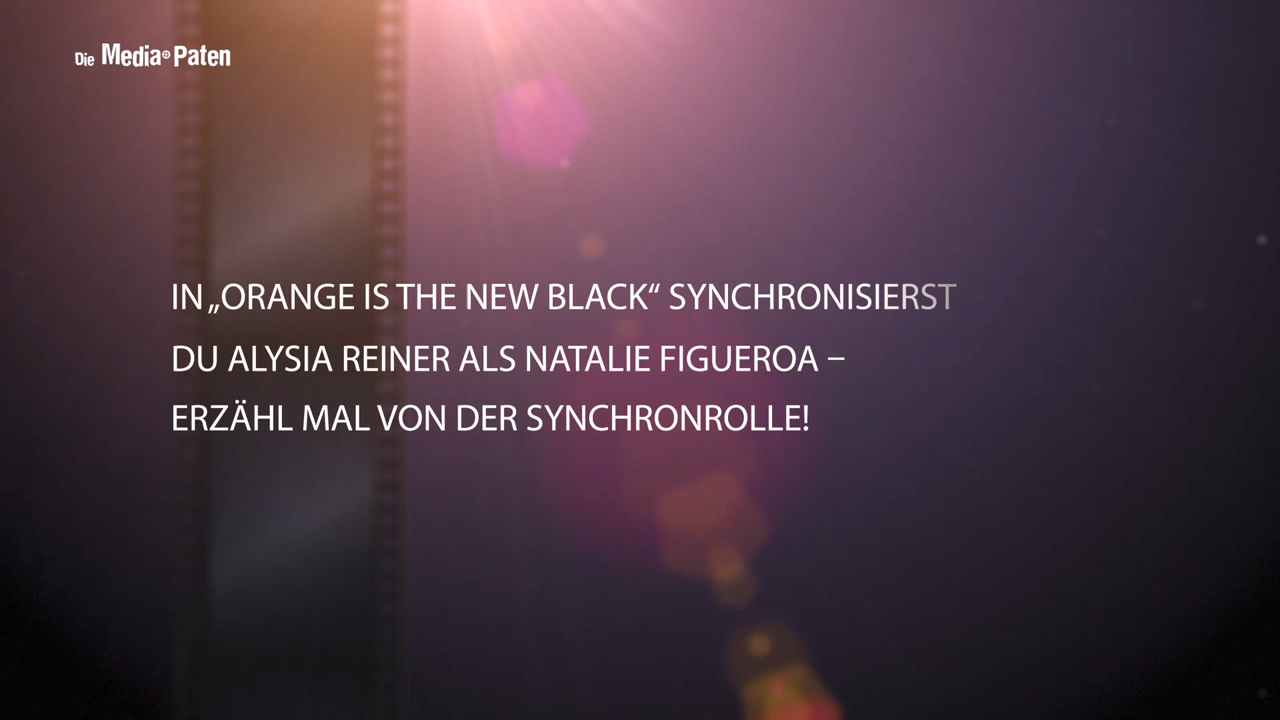 Die Media Paten
IN „ORANGE IS THE NEW BLACK“ SYNCHRONISIERST
DU ALYSIA REINER ALS NATALIE FIGUEROA –
ERZÄHL MAL VON DER SYNCHRONROLLE!